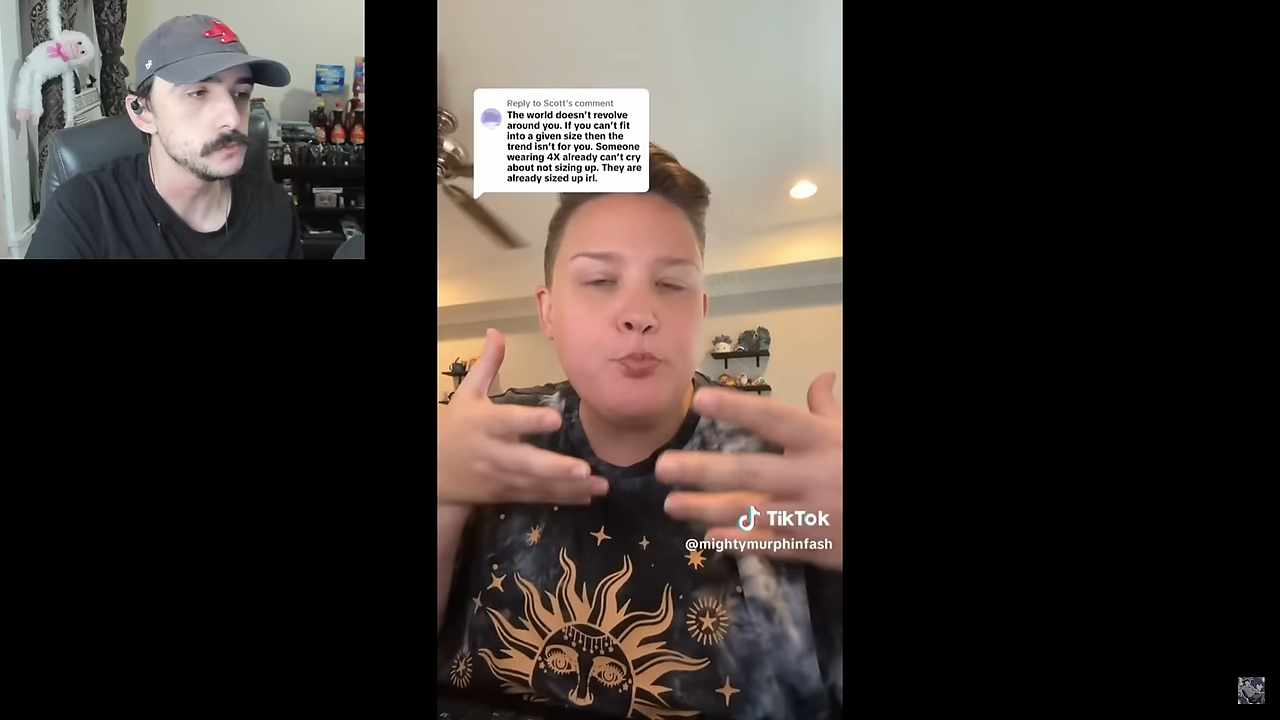 Reply to Scott's comment
The world doesn't revolve
around you. If you can't fit
into a given size then the
trend isn't for you. Someone
wearing 4X already can't cry
about not sizing up. They are
already sized up irl.
TikTok
@mightymurphinfash